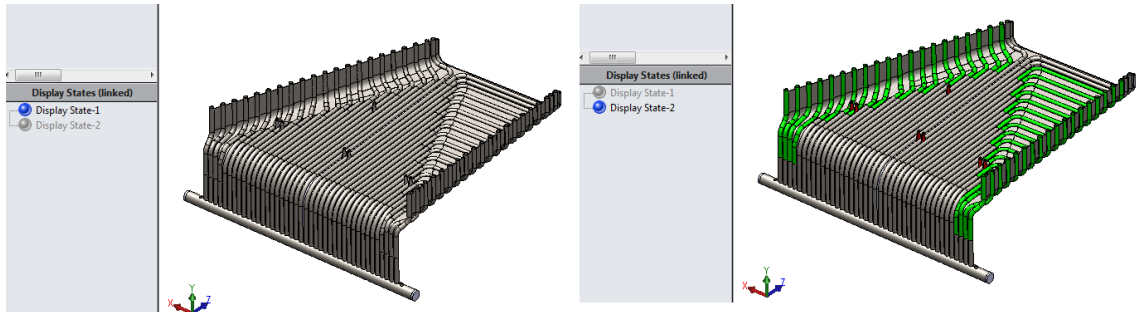 Display States (linked)
Display State-1
Display State-2
Y
X
Z
Display States (linked)
Display State-1
Display State-2
Y
X
Z